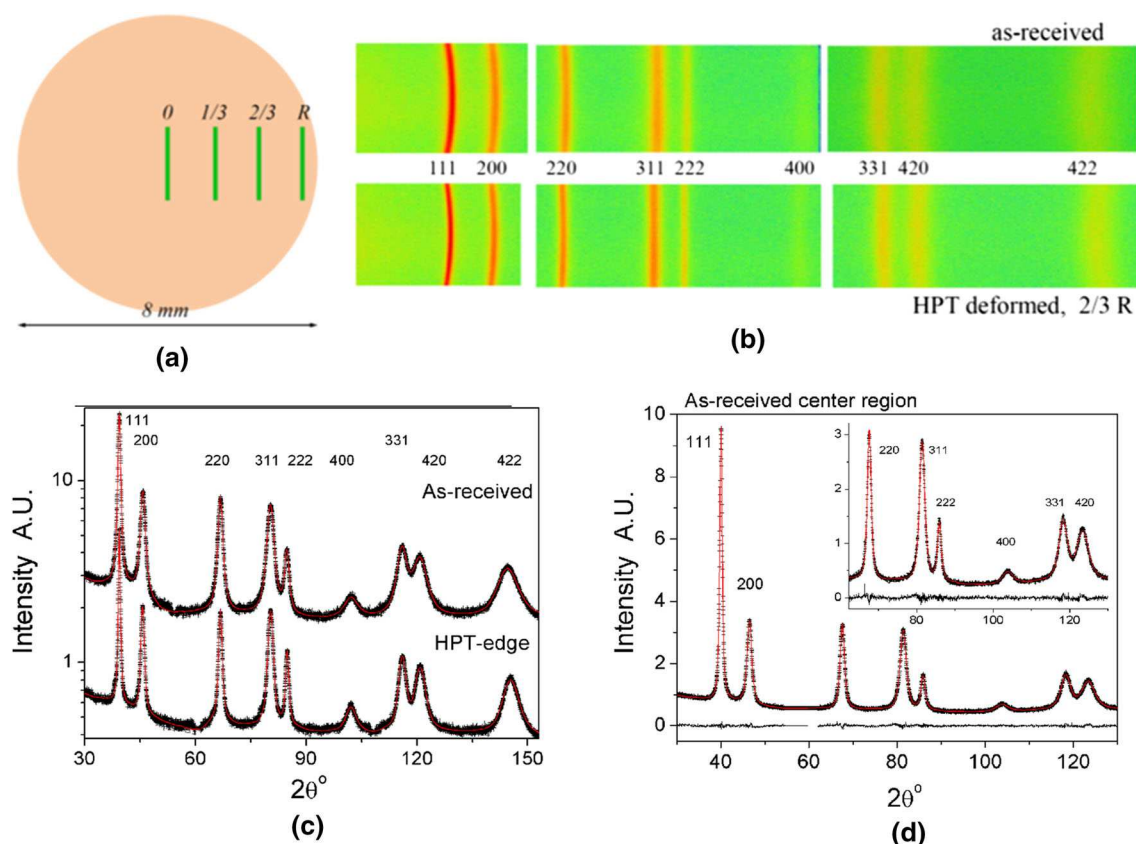 0 1/3 2/3 R
8 mm
(a)
as-received
111 200 220 311 222 400 331 420 422
HPT deformed, 2/3 R
(b)
111
200
220 311 222 400
331
420 422
As-received
HPT-edge
10
1
Intensity A.U.
30 60 90 120 150
2θ°
(c)
As-received center region
111
200
10
8
6
4
2
0
Intensity A.U.
40 60 80 100 120
2θ°
3
2
1
0
220
311
222
400
331 420
80 100 120
(d)